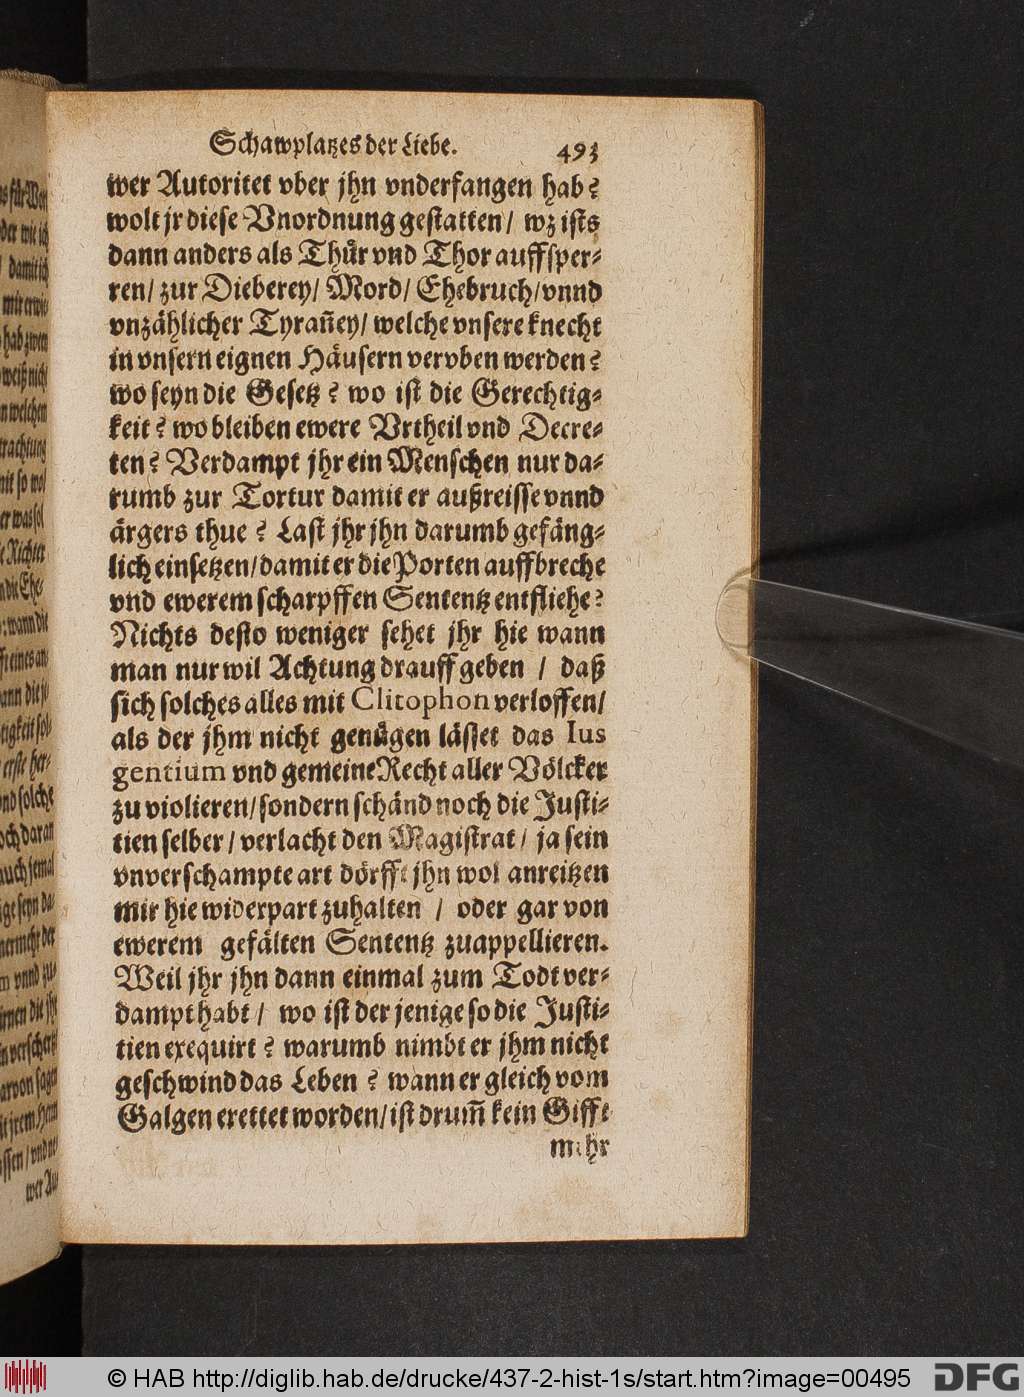 Schawplatzes der Liebe. 493
wer Autoritet vber jhn vnderfangen hab?
wolt jr diese Vnordnung gestatten/ wz ists
dann anders als Thür vnd Thor auffsper-
ren/ zur Dieberey/ Mord/ Ehebruch/ vnnd
vnzählicher Tyrañey/ welche vnsere knecht
in vnsern eignen Häusern vervben werden?
wo seyn die Gesetz? wo ist die Gerechtig-
keit? wo bleiben ewere Vrtheil vnd Decre-
ten? Verdampt jhr ein Menschen nur da-
rumb zur Tortur damit er außreisse vnnd
ärgers thue? Last jhr jhn darumb gefäng-
lich einsetzen/ damit er die Porten auffbreche
vnd ewerem scharpffen Sententz entfliehe?
Nichts desto weniger sehet jhr hie wann
man nur wil Achtung drauff geben / daß
sich solches alles mit Clitophon verloffen/
als der jhm nicht genügen lässet das Ius
gentium vnd gemeine Recht aller Völcker
zu violieren/ sondern schänd noch die Justi-
tien selber/ verlacht den Magistrat/ ja sein
vnverschampte art dörfft jhn wol anreitzen
mir hie widerpart zuhalten / oder gar von
ewerem gefälten Sententz zuappellieren.
Weil jhr jhn dann einmal zum Todt ver-
dampt habt/ wo ist der jenige so die Justi-
tien exequirt? warumb nimbt er jhm nicht
geschwind das Leben? wann er gleich vom
Galgen erettet worden/ ist drum̃ kein Gifft
mehr
© HAB http://diglib.hab.de/drucke/437-2-hist-1s/start.htm?image=00495 DFG